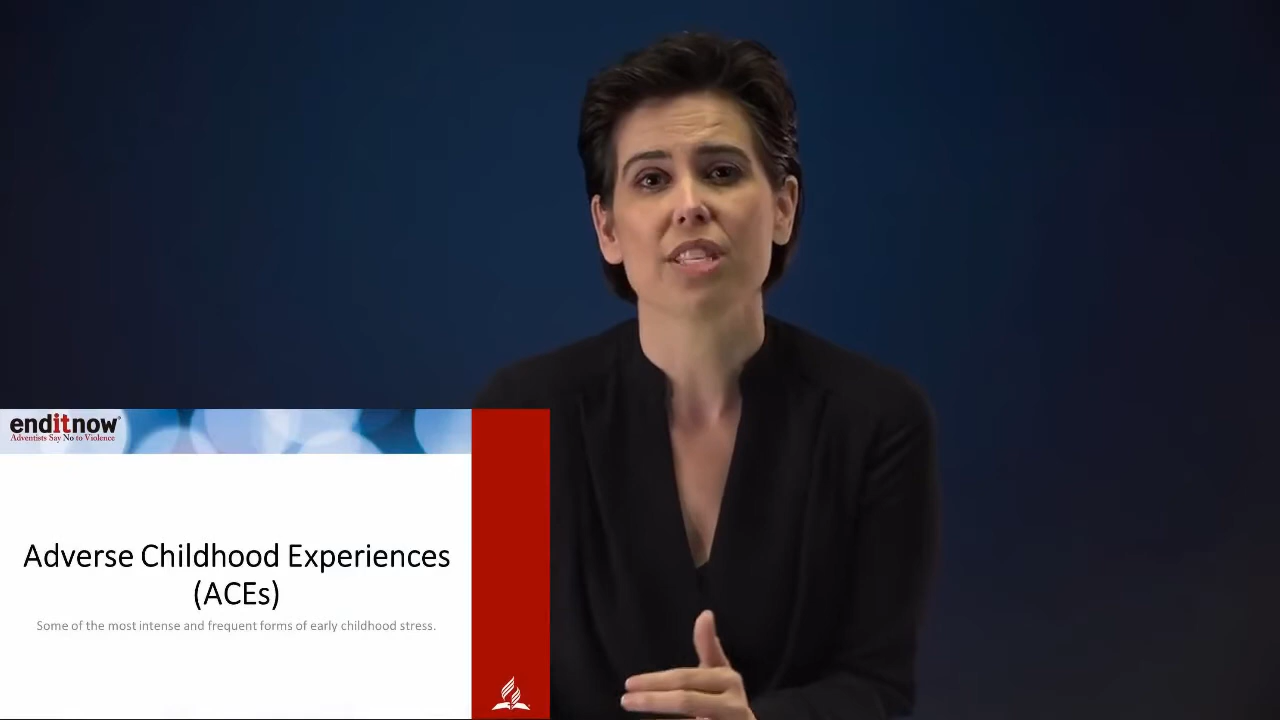 enditnow®
Adventists Say No to Violence
Adverse Childhood Experiences
(ACEs)
Some of the most intense and frequent forms of early childhood stress.